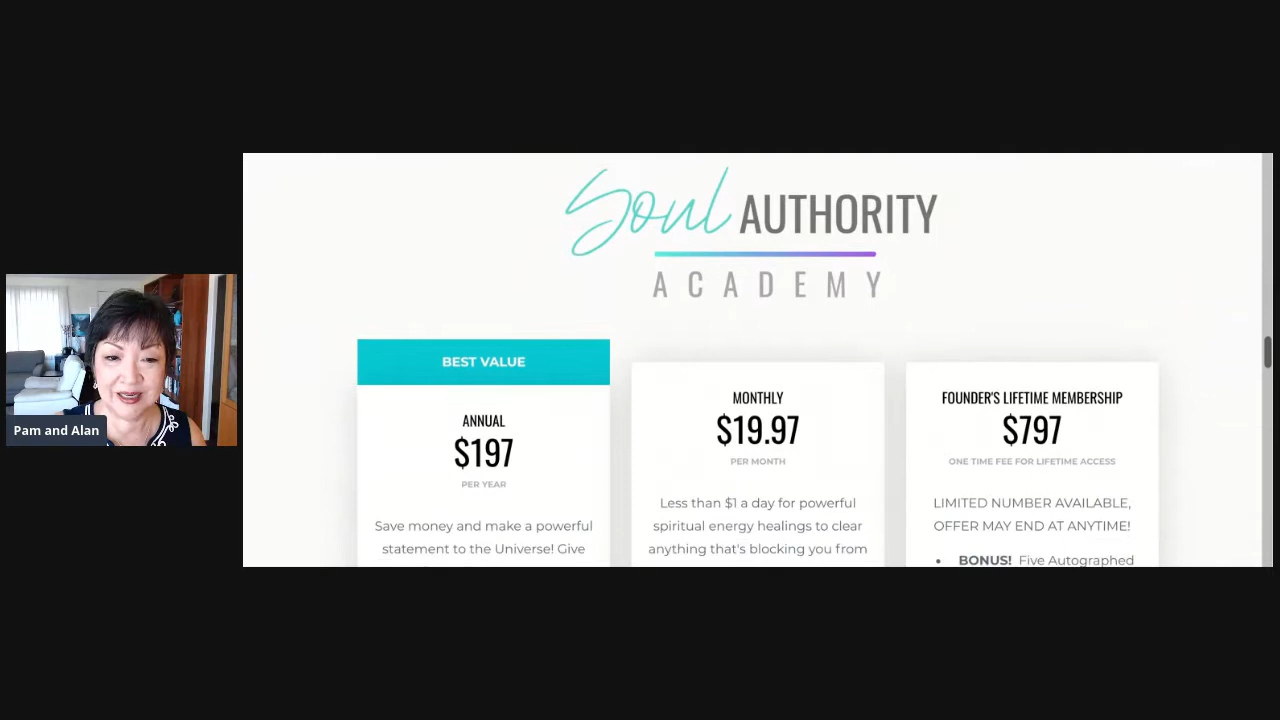 Soul AUTHORITY
ACADEMY
BEST VALUE
ANNUAL
$197
PER YEAR
Save money and make a powerful
statement to the Universe! Give
MONTHLY
$19.97
PER MONTH
Less than $1 a day for powerful
spiritual energy healings to clear
anything that's blocking you from
FOUNDER'S LIFETIME MEMBERSHIP
$797
ONE TIME FEE FOR LIFETIME ACCESS
LIMITED NUMBER AVAILABLE,
OFFER MAY END AT ANYTIME!
• BONUS! Five Autographed
Pam and Alan